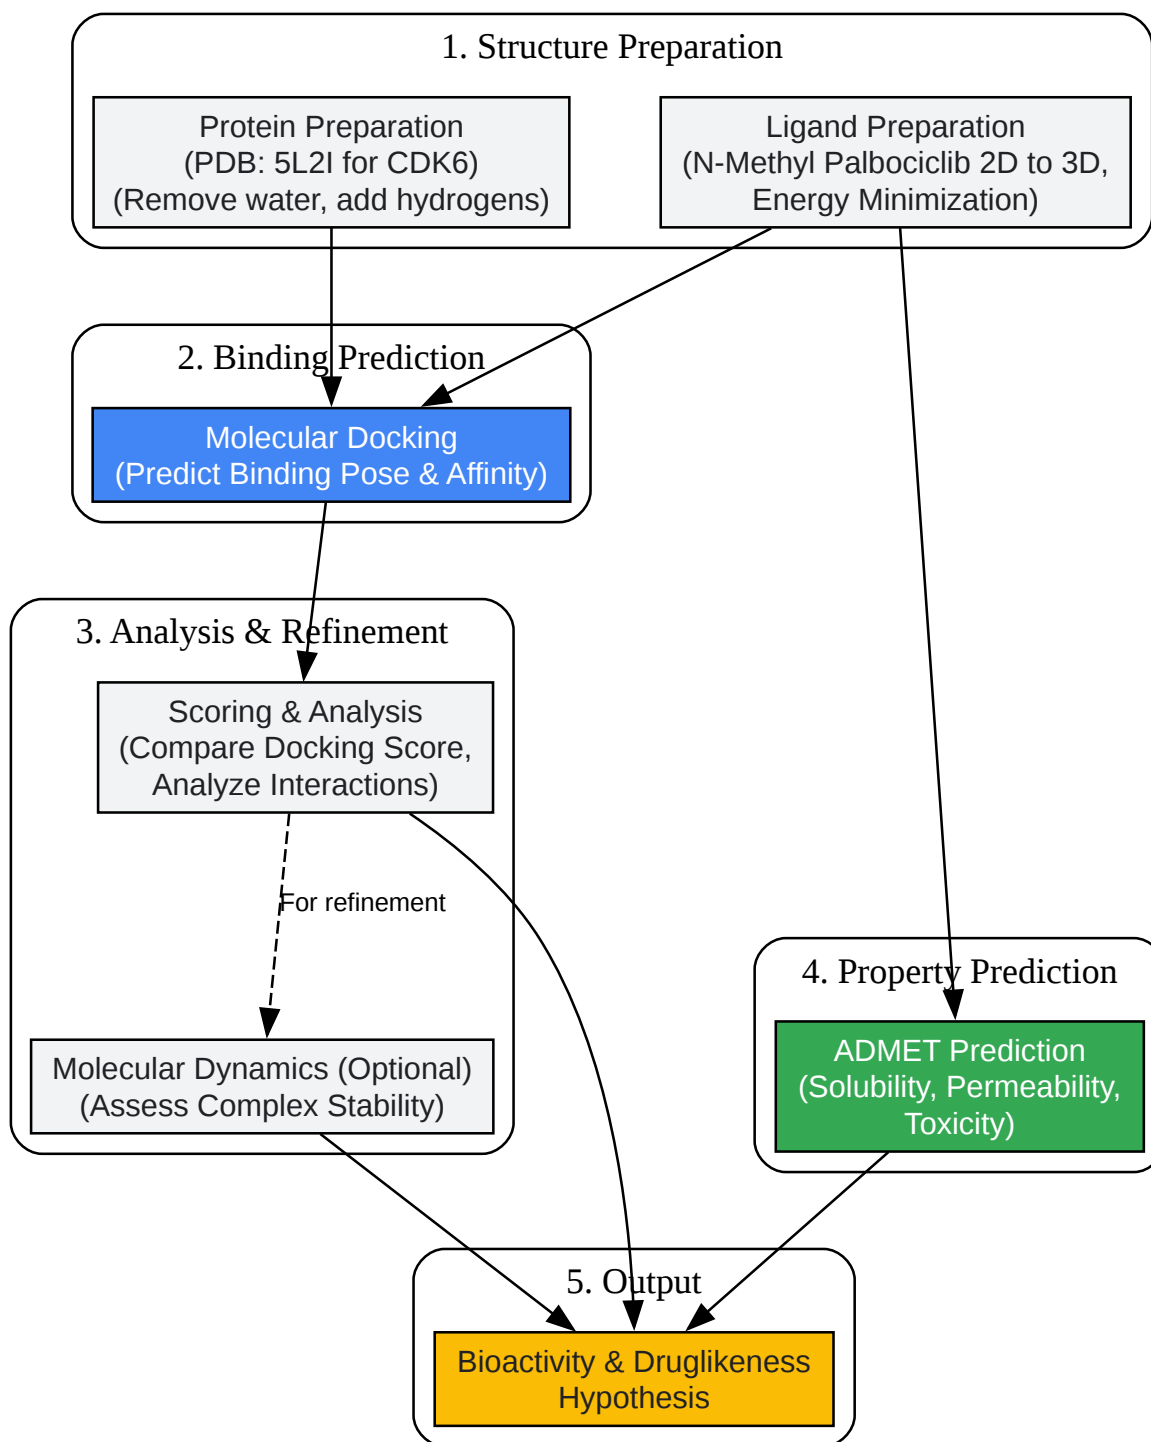 1. Structure Preparation
Protein Preparation
(PDB: 5L2I for CDK6)
(Remove water, add hydrogens)
Ligand Preparation
(N-Methyl Palbociclib 2D to 3D,
Energy Minimization)
2. Binding Prediction
Molecular Docking
(Predict Binding Pose & Affinity)
3. Analysis & Refinement
Scoring & Analysis
(Compare Docking Score,
Analyze Interactions)
For refinement
Molecular Dynamics (Optional)
(Assess Complex Stability)
4. Property Prediction
ADMET Prediction
(Solubility, Permeability,
Toxicity)
5. Output
Bioactivity & Druglikeness
Hypothesis